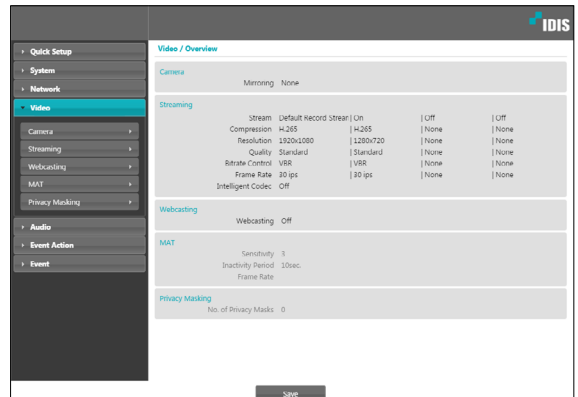 IDIS
Quick Setup
System
Network
Video
Camera
Streaming
Webcasting
MAT
Privacy Masking
Audio
Event Action
Event
Video / Overview
Camera
Mirroring None
Streaming
Stream Default Record Strear | On | Off | Off
Compression H.265 | H.265 | None | None
Resolution 1920x1080 | 1280x720 | None | None
Quality Standard | Standard | None | None
Bitrate Control VBR | VBR | None | None
Frame Rate 30 ips | 30 ips | None | None
Intelligent Codec Off
Webcasting
Webcasting Off
MAT
Sensitivity 3
Inactivity Period 10sec.
Frame Rate
Privacy Masking
No. of Privacy Masks 0
Save